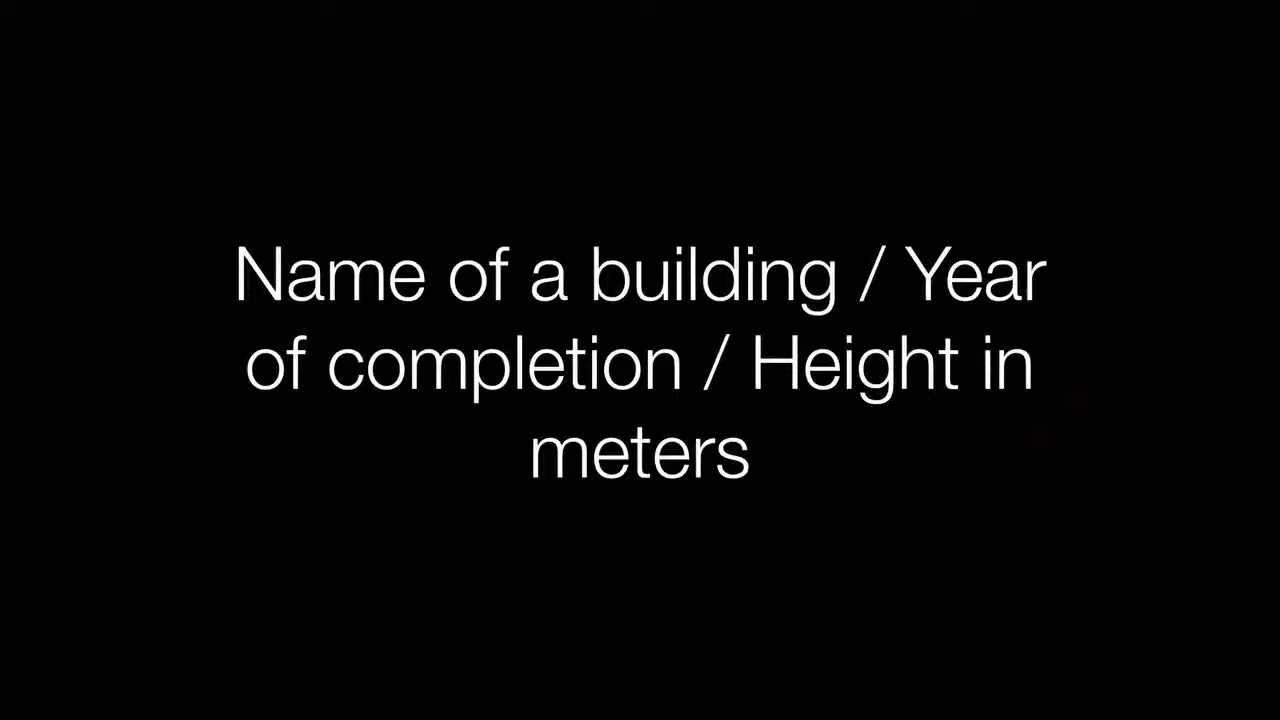 Name of a building / Year
of completion / Height in
meters